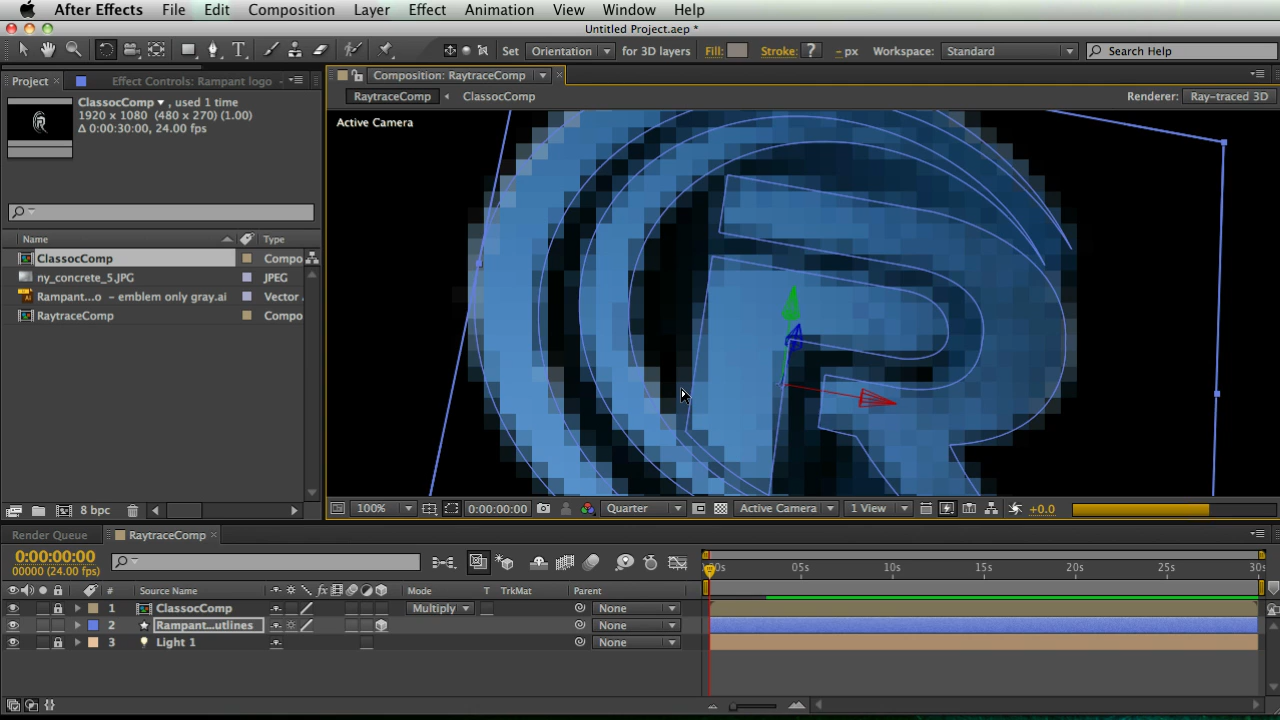 After Effects File Edit Composition Layer Effect Animation View Window Help
Untitled Project.aep *
Set Orientation for 3D layers Fill: Stroke: ? - px Workspace: Standard Search Help
Project Effect Controls: Rampant logo Composition: RaytraceComp
RaytraceComp ClassocComp Renderer: Ray-traced 3D
ClassocComp, used 1 time
1920 x 1080 (480 x 270) (1.00)
Δ 0:00:30:00, 24.00 fps
Active Camera
Name Type
ClassocComp Compo
ny_concrete_5.JPG JPEG
Rampant...o – emblem only gray.ai Vector
RaytraceComp Compo
8 bpc 100% 0:00:00:00 Quarter Active Camera 1 View +0.0
Render Queue RaytraceComp
0:00:00:00
00000 (24.00 fps)
# Source Name fx Mode T TrkMat Parent
05s 10s 15s 20s 25s 30s
1 ClassocComp Multiply None
2 Rampant...utlines None
3 Light 1 None